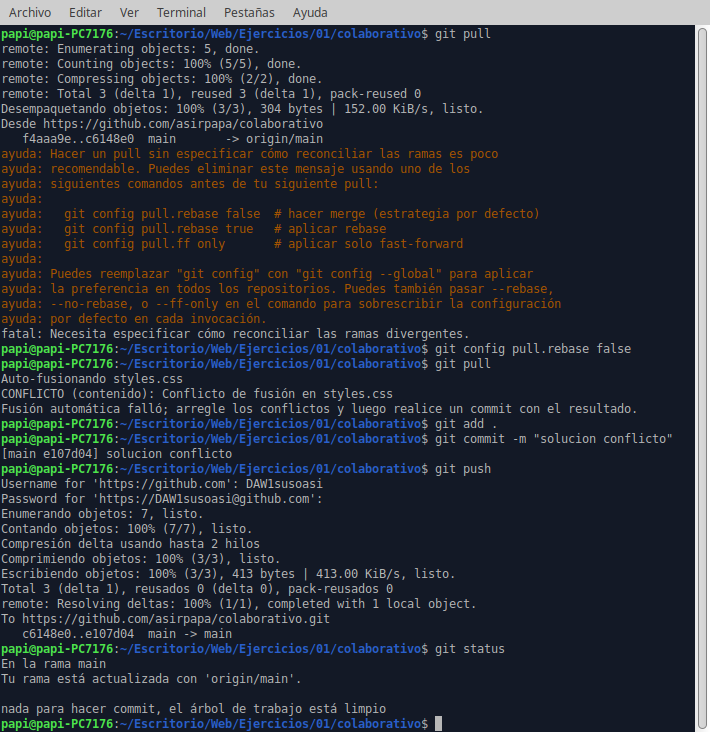 Archivo Editar Ver Terminal Pestañas Ayuda
papi@papi-PC7176:~/Escritorio/Web/Ejercicios/01/colaborativo$ git pull
remote: Enumerating objects: 5, done.
remote: Counting objects: 100% (5/5), done.
remote: Compressing objects: 100% (2/2), done.
remote: Total 3 (delta 1), reused 3 (delta 1), pack-reused 0
Desempaquetando objetos: 100% (3/3), 304 bytes | 152.00 KiB/s, listo.
Desde https://github.com/asirpapa/colaborativo
   f4aaa9e..c6148e0  main       -> origin/main
ayuda: Hacer un pull sin especificar cómo reconciliar las ramas es poco
ayuda: recomendable. Puedes eliminar este mensaje usando uno de los
ayuda: siguientes comandos antes de tu siguiente pull:
ayuda:
ayuda:   git config pull.rebase false  # hacer merge (estrategia por defecto)
ayuda:   git config pull.rebase true   # aplicar rebase
ayuda:   git config pull.ff only       # aplicar solo fast-forward
ayuda:
ayuda: Puedes reemplazar "git config" con "git config --global" para aplicar
ayuda: la preferencia en todos los repositorios. Puedes también pasar --rebase,
ayuda: --no-rebase, o --ff-only en el comando para sobrescribir la configuración
ayuda: por defecto en cada invocación.
fatal: Necesita especificar cómo reconciliar las ramas divergentes.
papi@papi-PC7176:~/Escritorio/Web/Ejercicios/01/colaborativo$ git config pull.rebase false
papi@papi-PC7176:~/Escritorio/Web/Ejercicios/01/colaborativo$ git pull
Auto-fusionando styles.css
CONFLICTO (contenido): Conflicto de fusión en styles.css
Fusión automática falló; arregle los conflictos y luego realice un commit con el resultado.
papi@papi-PC7176:~/Escritorio/Web/Ejercicios/01/colaborativo$ git add .
papi@papi-PC7176:~/Escritorio/Web/Ejercicios/01/colaborativo$ git commit -m "solucion conflicto"
[main e107d04] solucion conflicto
papi@papi-PC7176:~/Escritorio/Web/Ejercicios/01/colaborativo$ git push
Username for 'https://github.com': DAW1susoasi
Password for 'https://DAW1susoasi@github.com':
Enumerando objetos: 7, listo.
Contando objetos: 100% (7/7), listo.
Compresión delta usando hasta 2 hilos
Comprimiendo objetos: 100% (3/3), listo.
Escribiendo objetos: 100% (3/3), 413 bytes | 413.00 KiB/s, listo.
Total 3 (delta 1), reusados 0 (delta 0), pack-reusados 0
remote: Resolving deltas: 100% (1/1), completed with 1 local object.
To https://github.com/asirpapa/colaborativo.git
   c6148e0..e107d04  main -> main
papi@papi-PC7176:~/Escritorio/Web/Ejercicios/01/colaborativo$ git status
En la rama main
Tu rama está actualizada con 'origin/main'.
nada para hacer commit, el árbol de trabajo está limpio
papi@papi-PC7176:~/Escritorio/Web/Ejercicios/01/colaborativo$